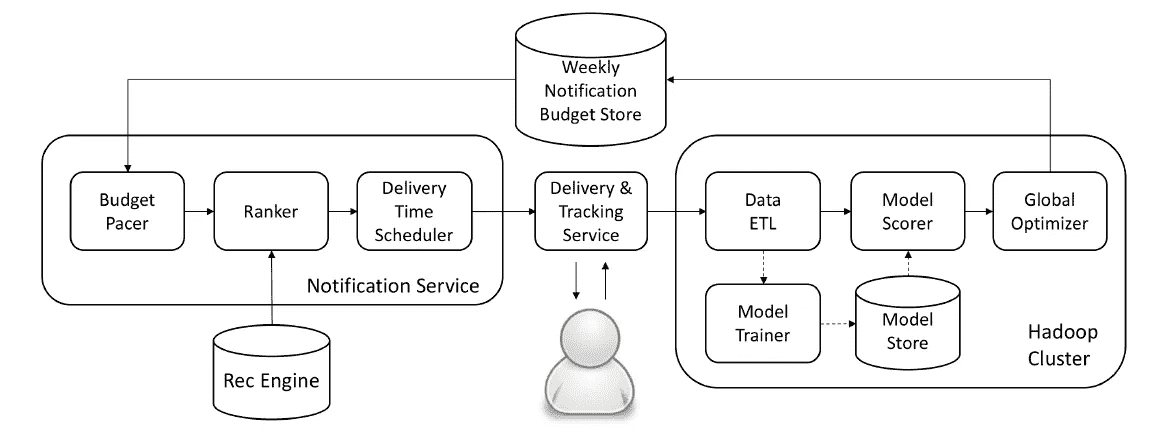 Weekly
Notification
Budget Store
Budget
Pacer
Ranker
Delivery
Time
Scheduler
Notification Service
Delivery &
Tracking
Service
Data
ETL
Model
Scorer
Global
Optimizer
Model
Trainer
Model
Store
Hadoop
Cluster
Rec Engine